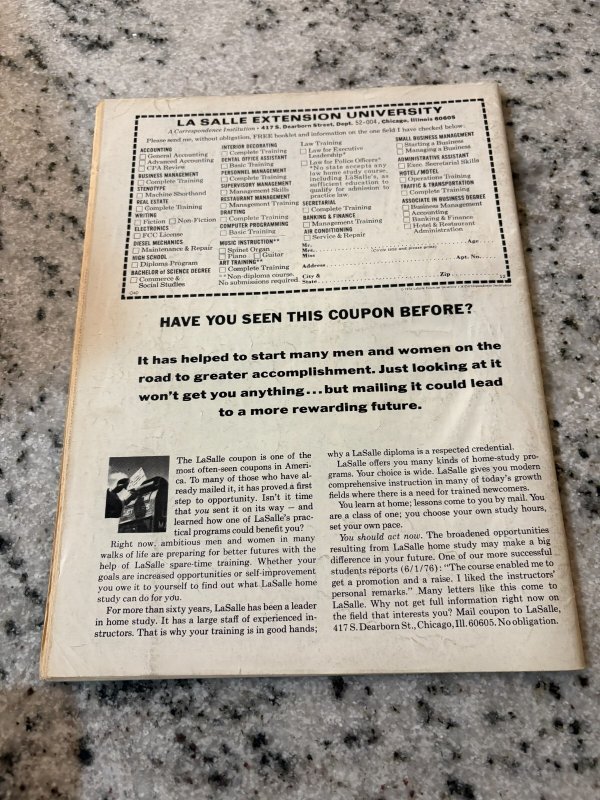 LA SALLE EXTENSION UNIVERSITY
A Correspondence Institution • 417 S. Dearborn Street, Dept. 52-004, Chicago, Illinois 60605
Please send me, without obligation, FREE booklet and information on the one field I have checked below:
ACCOUNTING
General Accounting
Advanced Accounting
CPA Review
BUSINESS MANAGEMENT
Complete Training
STENOTYPE
Machine Shorthand
REAL ESTATE
Complete Training
WRITING
Fiction Non-Fiction
ELECTRONICS
FCC License
DIESEL MECHANICS
Maintenance & Repair
HIGH SCHOOL
Diploma Program
BACHELOR of SCIENCE DEGREE
Commerce &
Social Studies
INTERIOR DECORATING
Complete Training
DENTAL OFFICE ASSISTANT
Basic Training
PERSONNEL MANAGEMENT
Complete Training
SUPERVISORY MANAGEMENT
Management Skills
RESTAURANT MANAGEMENT
Management Training
DRAFTING
Complete Training
COMPUTER PROGRAMMING
Basic Training
MUSIC INSTRUCTION**
Spinet Organ
Piano Guitar
ART TRAINING**
Complete Training
**Non-diploma course.
No submissions required
Law Training
Law for Executive
Leadership*
Law for Police Officers*
*No state accepts any
law home study course,
including LaSalle's, as
sufficient education to
qualify for admission to
practice law.
SECRETARIAL
Complete Training
BANKING & FINANCE
Management Training
AIR CONDITIONING
Service & Repair
SMALL BUSINESS MANAGEMENT
Starting a Business
Managing a Business
ADMINISTRATIVE ASSISTANT
Exec. Secretarial Skills
HOTEL/MOTEL
Operations Training
TRAFFIC & TRANSPORTATION
Complete Training
ASSOCIATE IN BUSINESS DEGREE
Business Management
Accounting
Banking & Finance
Hotel & Restaurant
Administration
Mr.
Mrs.
Miss
(Please print)
Age
Address
Apt. No.
City &
State
Zip
HAVE YOU SEEN THIS COUPON BEFORE?
It has helped to start many men and women on the
road to greater accomplishment. Just looking at it
won't get you anything...but mailing it could lead
to a more rewarding future.
The LaSalle coupon is one of the
most often-seen coupons in Ameri-
ca. To many of those who have al-
ready mailed it, it has proved a first
step to opportunity. Isn't it time
that you sent it on its way – and
learned how one of LaSalle's prac-
tical programs could benefit you?
Right now, ambitious men and women in many
walks of life are preparing for better futures with the
help of LaSalle spare-time training. Whether your
goals are increased opportunities or self-improvement
you owe it to yourself to find out what LaSalle home
study can do for you.
For more than sixty years, LaSalle has been a leader
in home study. It has a large staff of experienced in-
structors. That is why your training is in good hands;
why a LaSalle diploma is a respected credential.
LaSalle offers you many kinds of home-study pro-
grams. Your choice is wide. LaSalle gives you modern
comprehensive instruction in many of today's growth
fields where there is a need for trained newcomers.
You learn at home; lessons come to you by mail. You
are a class of one; you choose your own study hours,
set your own pace.
You should act now. The broadened opportunities
resulting from LaSalle home study may make a big
difference in your future. One of our more successful
students reports (6/1/76): "The course enabled me to
get a promotion and a raise. I liked the instructors'
personal remarks." Many letters like this come to
LaSalle. Why not get full information right now on
the field that interests you? Mail coupon to LaSalle,
417 S. Dearborn St., Chicago, Ill. 60605. No obligation.